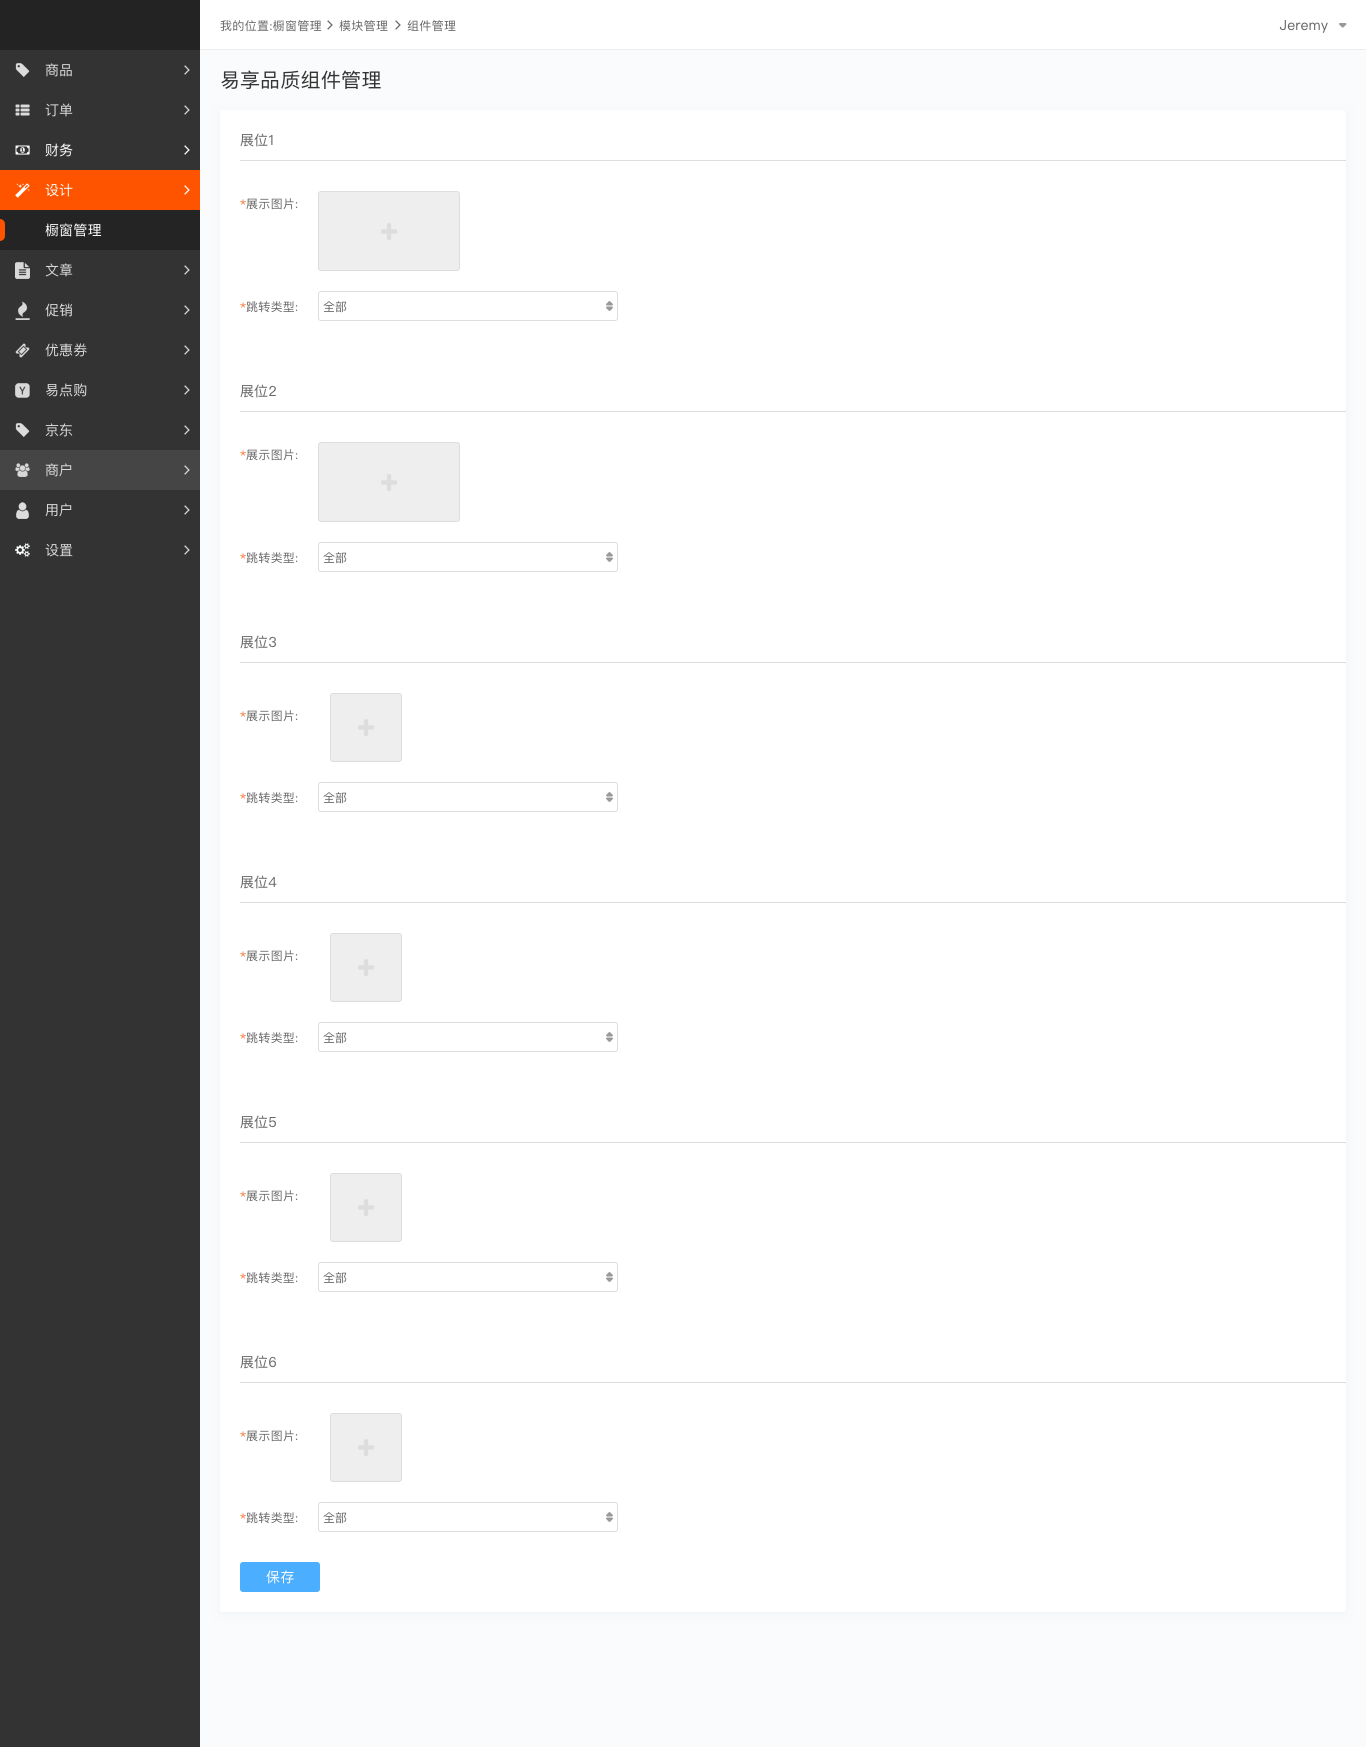 我的位置:橱窗管理 > 模块管理 > 组件管理
Jeremy
商品
订单
财务
设计
橱窗管理
文章
促销
优惠券
易点购
京东
商户
用户
设置
易享品质组件管理
展位1
*展示图片:
*跳转类型: 全部
展位2
*展示图片:
*跳转类型: 全部
展位3
*展示图片:
*跳转类型: 全部
展位4
*展示图片:
*跳转类型: 全部
展位5
*展示图片:
*跳转类型: 全部
展位6
*展示图片:
*跳转类型: 全部
保存